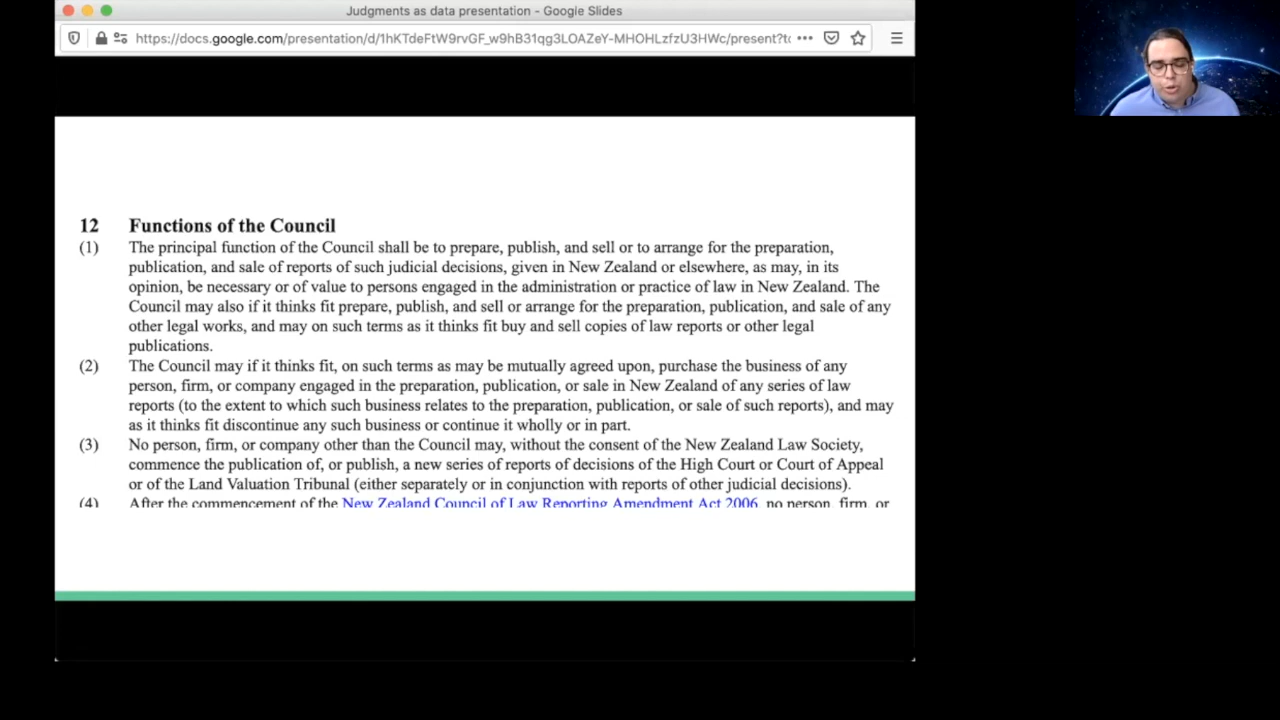 Judgments as data presentation - Google Slides
https://docs.google.com/presentation/d/1hKTdeFtW9rvGF_w9hB31qg3LOAZeY-MHOHLzfzU3HWc/present?to
12 Functions of the Council
(1) The principal function of the Council shall be to prepare, publish, and sell or to arrange for the preparation,
publication, and sale of reports of such judicial decisions, given in New Zealand or elsewhere, as may, in its
opinion, be necessary or of value to persons engaged in the administration or practice of law in New Zealand. The
Council may also if it thinks fit prepare, publish, and sell or arrange for the preparation, publication, and sale of any
other legal works, and may on such terms as it thinks fit buy and sell copies of law reports or other legal
publications.
(2) The Council may if it thinks fit, on such terms as may be mutually agreed upon, purchase the business of any
person, firm, or company engaged in the preparation, publication, or sale in New Zealand of any series of law
reports (to the extent to which such business relates to the preparation, publication, or sale of such reports), and may
as it thinks fit discontinue any such business or continue it wholly or in part.
(3) No person, firm, or company other than the Council may, without the consent of the New Zealand Law Society,
commence the publication of, or publish, a new series of reports of decisions of the High Court or Court of Appeal
or of the Land Valuation Tribunal (either separately or in conjunction with reports of other judicial decisions).
(4) After the commencement of the New Zealand Council of Law Reporting Amendment Act 2006, no person, firm, or